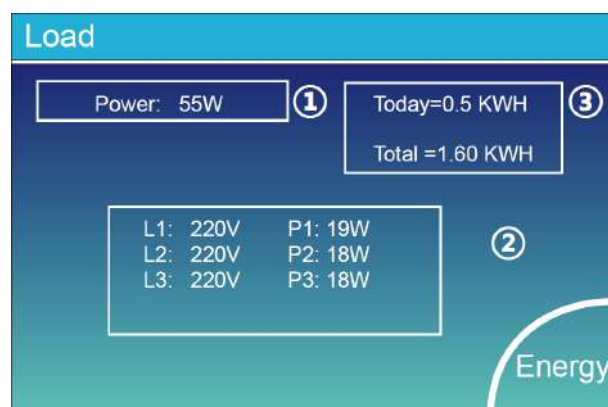 Load
Power: 55W
①
Today=0.5 KWH
③
Total =1.60 KWH
L1: 220V P1: 19W
L2: 220V P2: 18W
②
L3: 220V P3: 18W
Energy